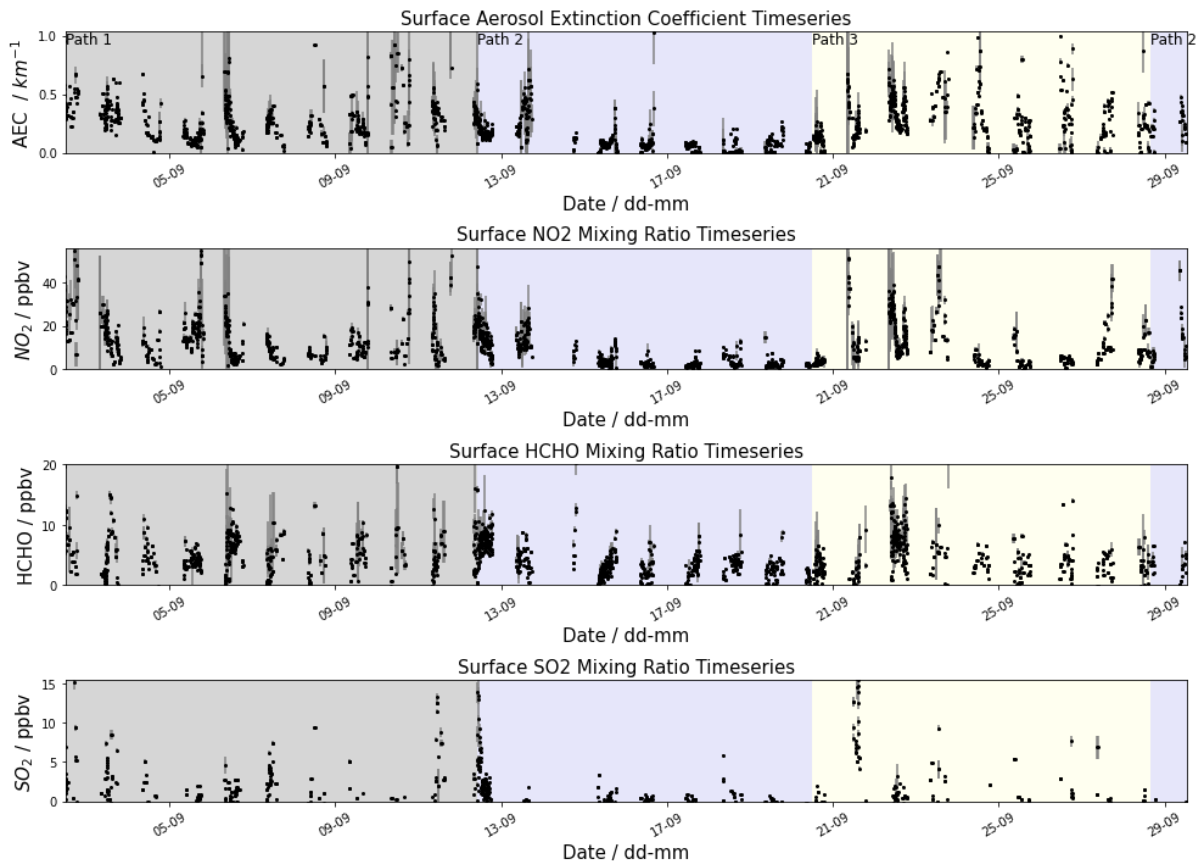 Surface Aerosol Extinction Coefficient Timeseries
Path 1 Path 2 Path 3 Path 2
AEC / km⁻¹
1.0
0.5
0.0
05-09 09-09 13-09 17-09 21-09 25-09 29-09
Date / dd-mm
Surface NO2 Mixing Ratio Timeseries
NO₂ / ppbv
40
20
0
05-09 09-09 13-09 17-09 21-09 25-09 29-09
Date / dd-mm
Surface HCHO Mixing Ratio Timeseries
HCHO / ppbv
20
10
0
05-09 09-09 13-09 17-09 21-09 25-09 29-09
Date / dd-mm
Surface SO2 Mixing Ratio Timeseries
SO₂ / ppbv
15
10
5
0
05-09 09-09 13-09 17-09 21-09 25-09 29-09
Date / dd-mm